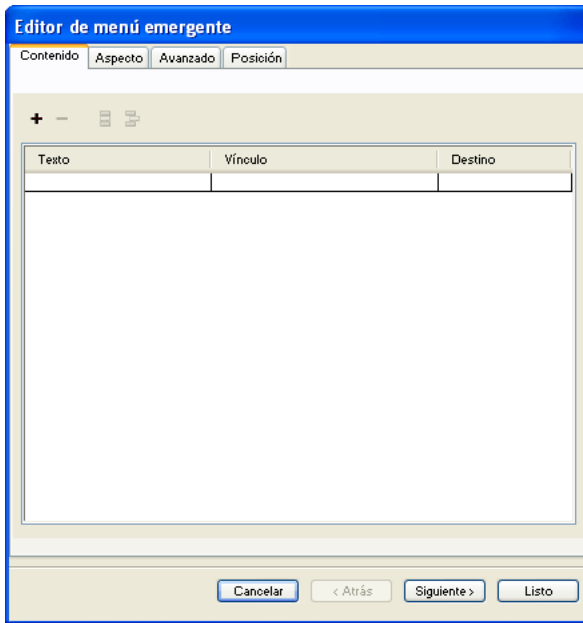 Editor de menú emergente
Contenido Aspecto Avanzado Posición
Texto Vínculo Destino
Cancelar < Atrás Siguiente > Listo